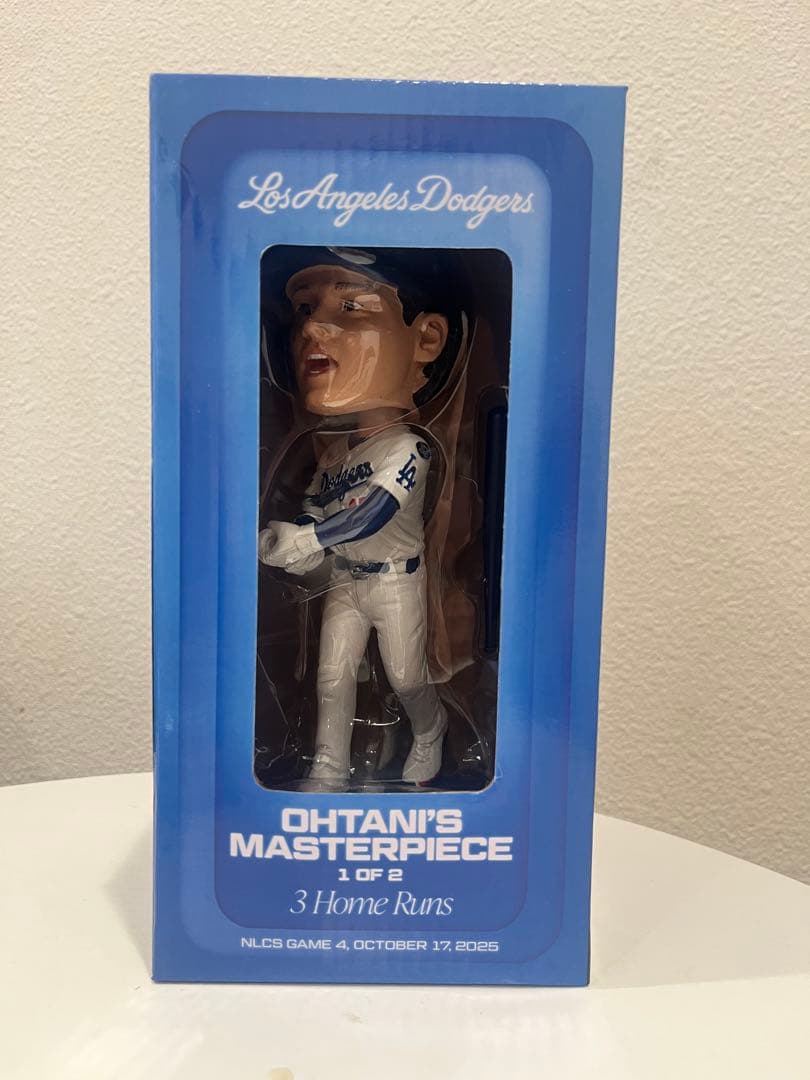 Los Angeles Dodgers
Dodgers
LA
OHTANI'S
MASTERPIECE
1 OF 2
3 Home Runs
NLCS GAME 4, OCTOBER 17, 2025